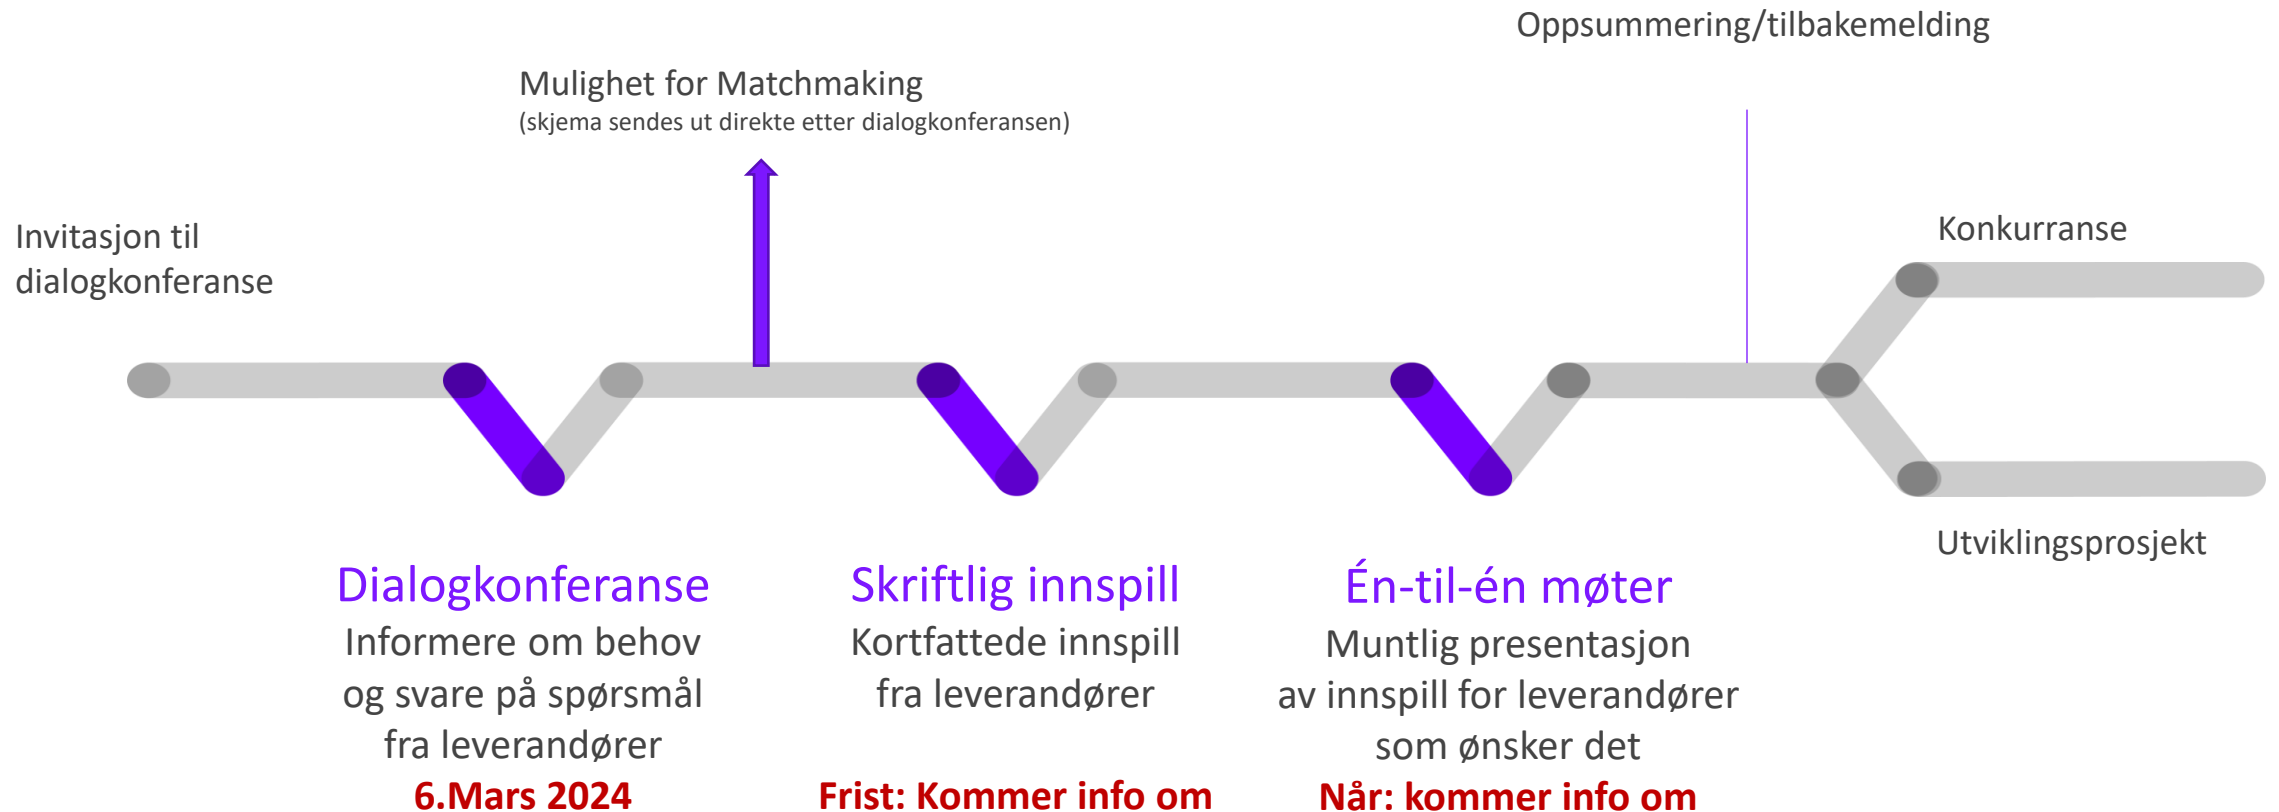 Oppsummering/tilbakemelding
Mulighet for Matchmaking
(skjema sendes ut direkte etter dialogkonferansen)
Invitasjon til
dialogkonferanse
Konkurranse
Utviklingsprosjekt
Dialogkonferanse
Informere om behov
og svare på spørsmål
fra leverandører
6.Mars 2024
Skriftlig innspill
Kortfattede innspill
fra leverandører
Frist: Kommer info om
Én-til-én møter
Muntlig presentasjon
av innspill for leverandører
som ønsker det
Når: kommer info om